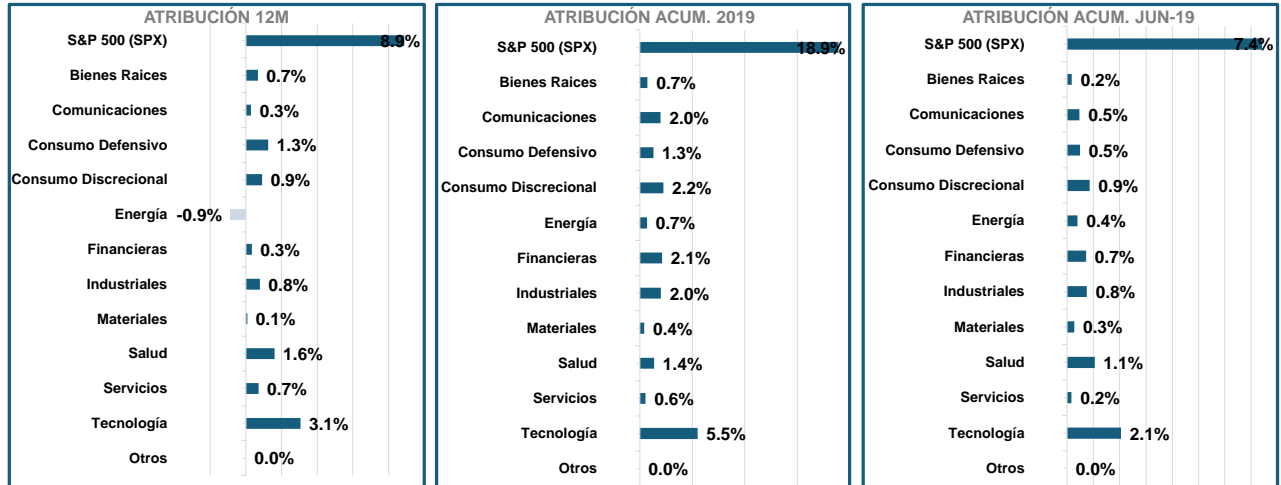 ATRIBUCIÓN 12M
S&P 500 (SPX) 8.9%
Bienes Raices 0.7%
Comunicaciones 0.3%
Consumo Defensivo 1.3%
Consumo Discrecional 0.9%
Energía -0.9%
Financieras 0.3%
Industriales 0.8%
Materiales 0.1%
Salud 1.6%
Servicios 0.7%
Tecnología 3.1%
Otros 0.0%
ATRIBUCIÓN ACUM. 2019
S&P 500 (SPX) 18.9%
Bienes Raices 0.7%
Comunicaciones 2.0%
Consumo Defensivo 1.3%
Consumo Discrecional 2.2%
Energía 0.7%
Financieras 2.1%
Industriales 2.0%
Materiales 0.4%
Salud 1.4%
Servicios 0.6%
Tecnología 5.5%
Otros 0.0%
ATRIBUCIÓN ACUM. JUN-19
S&P 500 (SPX) 7.4%
Bienes Raices 0.2%
Comunicaciones 0.5%
Consumo Defensivo 0.5%
Consumo Discrecional 0.9%
Energía 0.4%
Financieras 0.7%
Industriales 0.8%
Materiales 0.3%
Salud 1.1%
Servicios 0.2%
Tecnología 2.1%
Otros 0.0%